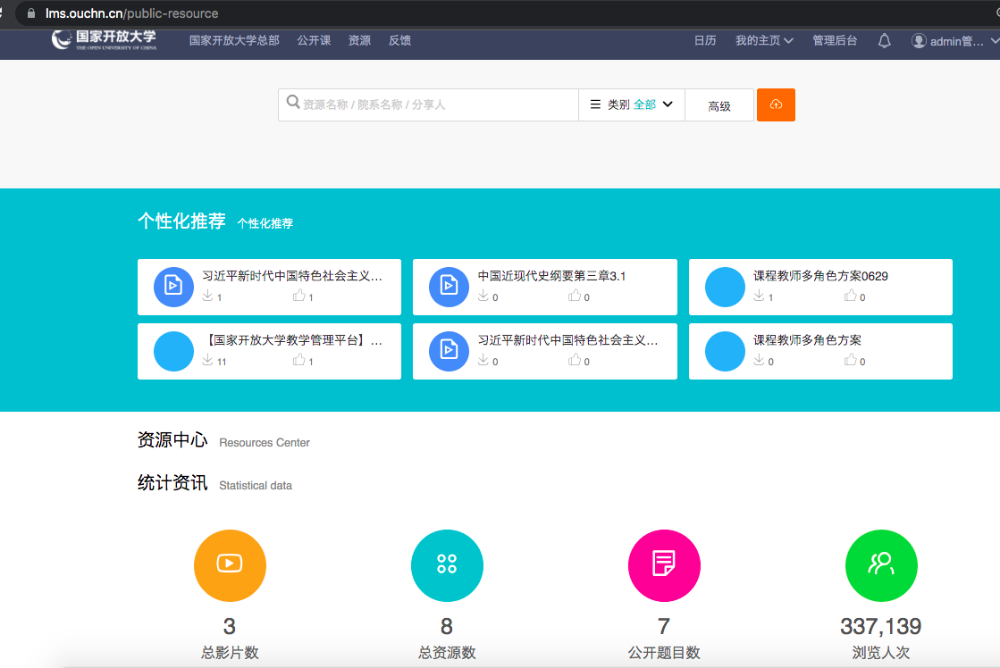 lms.ouchn.cn/public-resource
国家开放大学 国家开放大学总部 公开课 资源 反馈 日历 我的主页 管理后台 admin管...
THE OPEN UNIVERSITY OF CHINA
资源名称 / 院系名称 / 分享人 类别 全部 高级
个性化推荐 个性化推荐
习近平新时代中国特色社会主义...
1 1
中国近现代史纲要第三章3.1
0 0
课程教师多角色方案0629
1 0
【国家开放大学教学管理平台】...
11 1
习近平新时代中国特色社会主义...
0 0
课程教师多角色方案
0 0
资源中心 Resources Center
统计资讯 Statistical data
3 8 7 337,139
总影片数 总资源数 公开题目数 浏览人次